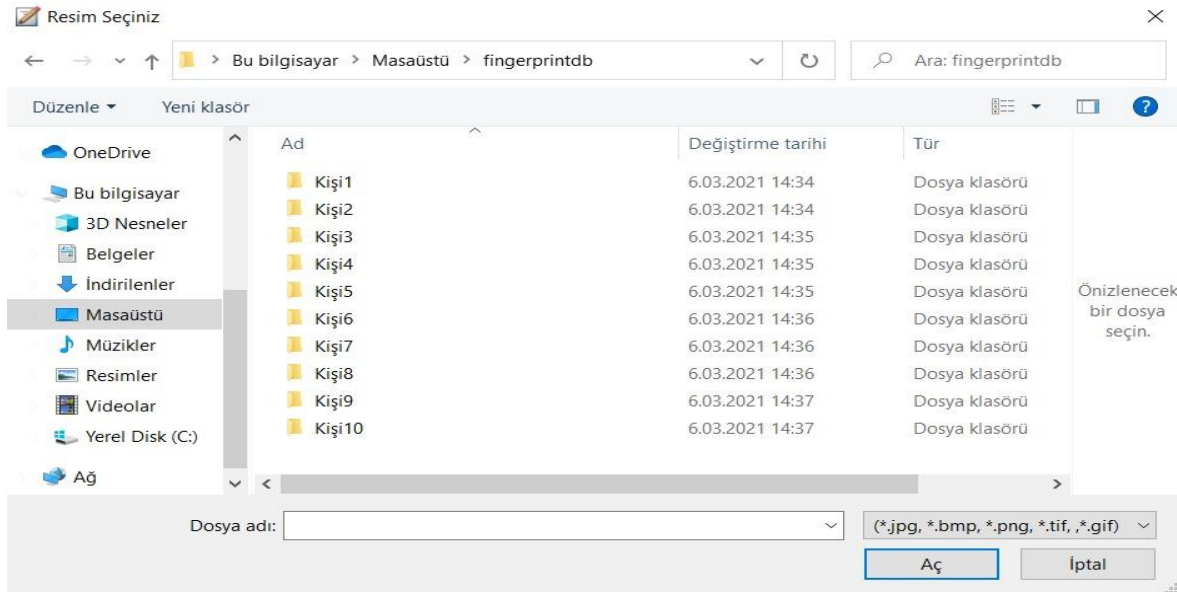 Resim Seçiniz
Bu bilgisayar > Masaüstü > fingerprintdb
Ara: fingerprintdb
Düzenle
Yeni klasör
?
OneDrive
Bu bilgisayar
3D Nesneler
Belgeler
İndirilenler
Masaüstü
Müzikler
Resimler
Videolar
Yerel Disk (C:)
Ağ
Ad Değiştirme tarihi Tür
Kişi1 6.03.2021 14:34 Dosya klasörü
Kişi2 6.03.2021 14:34 Dosya klasörü
Kişi3 6.03.2021 14:35 Dosya klasörü
Kişi4 6.03.2021 14:35 Dosya klasörü
Kişi5 6.03.2021 14:35 Dosya klasörü
Kişi6 6.03.2021 14:36 Dosya klasörü
Kişi7 6.03.2021 14:36 Dosya klasörü
Kişi8 6.03.2021 14:36 Dosya klasörü
Kişi9 6.03.2021 14:37 Dosya klasörü
Kişi10 6.03.2021 14:37 Dosya klasörü
Önizlenecek
bir dosya
seçin.
Dosya adı:
(*.jpg, *.bmp, *.png, *.tif, ,*.gif)
Aç
İptal